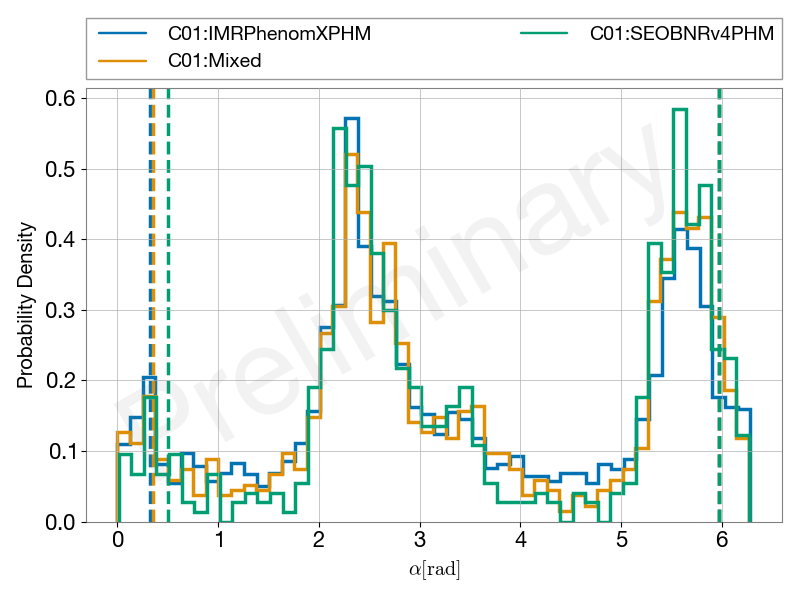 C01:IMRPhenomXPHM
C01:Mixed
C01:SEOBNRv4PHM
0.6
0.5
0.4
0.3
0.2
0.1
0.0
Probability Density
Preliminary
0 1 2 3 4 5 6
α[rad]